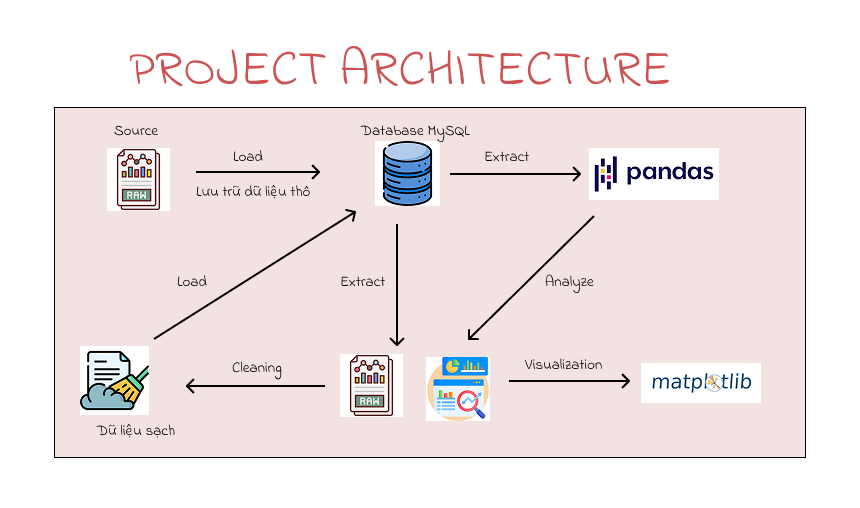 PROJECT ARCHITECTURE
Source
Database MySQL
Load
Extract
Lưu trữ dữ liệu thô
RAW
pandas
Load
Extract
Analyze
Cleaning
Visualization
RAW
matplotlib
Dữ liệu sạch